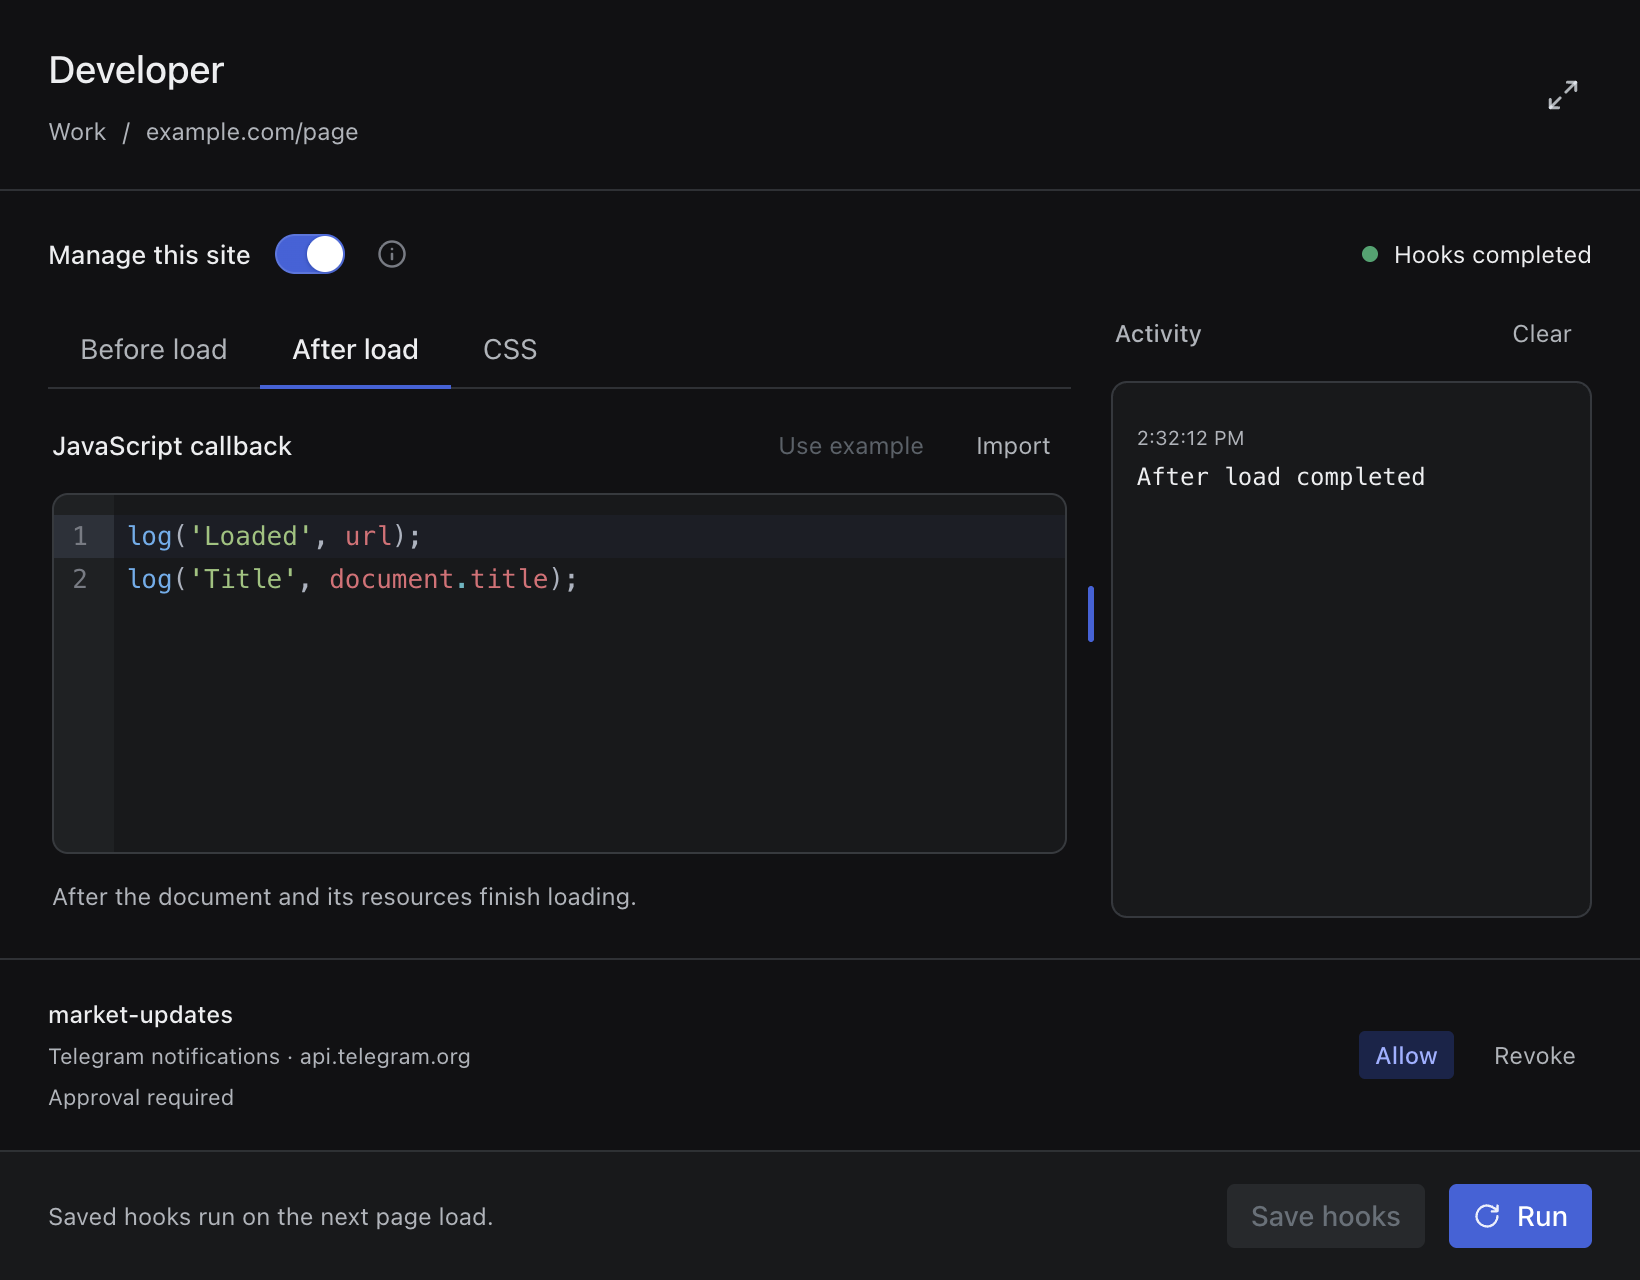 Developer
Work / example.com/page
Manage this site
Hooks completed
Before load
After load
CSS
Activity
Clear
JavaScript callback
Use example
Import
1 log('Loaded', url);
2 log('Title', document.title);
2:32:12 PM
After load completed
After the document and its resources finish loading.
market-updates
Telegram notifications · api.telegram.org
Approval required
Allow
Revoke
Saved hooks run on the next page load.
Save hooks
Run